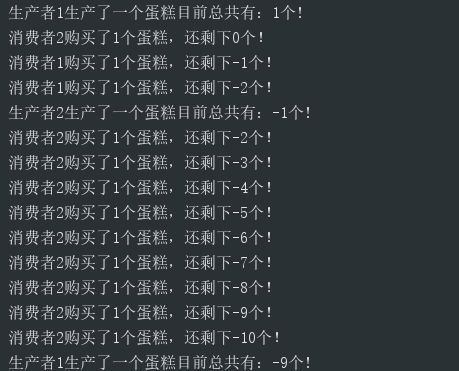 生产者1生产了一个蛋糕目前总共有：1个！
消费者2购买了1个蛋糕，还剩下0个！
消费者1购买了1个蛋糕，还剩下-1个！
消费者1购买了1个蛋糕，还剩下-2个！
生产者2生产了一个蛋糕目前总共有：-1个！
消费者2购买了1个蛋糕，还剩下-2个！
消费者2购买了1个蛋糕，还剩下-3个！
消费者2购买了1个蛋糕，还剩下-4个！
消费者2购买了1个蛋糕，还剩下-5个！
消费者2购买了1个蛋糕，还剩下-6个！
消费者2购买了1个蛋糕，还剩下-7个！
消费者2购买了1个蛋糕，还剩下-8个！
消费者2购买了1个蛋糕，还剩下-9个！
消费者2购买了1个蛋糕，还剩下-10个！
生产者1生产了一个蛋糕目前总共有：-9个！